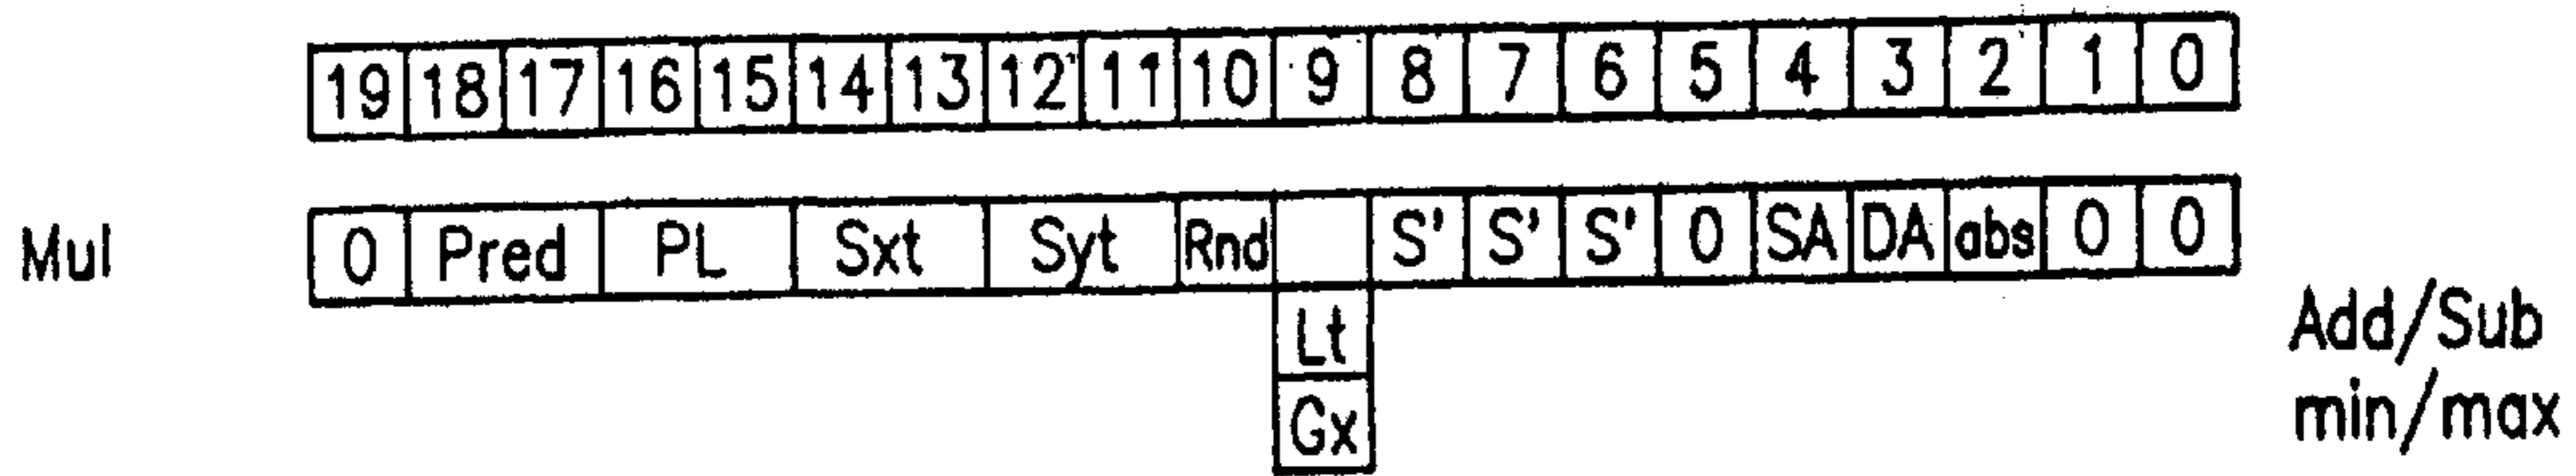 19 18 17 16 15 14 13 12 11 10 9 8 7 6 5 4 3 2 1 0
Mul 0 Pred PL Sxt Syt Rnd S' S' S' 0 SA DA abs 0 0
Lt Add/Sub
Gx min/max